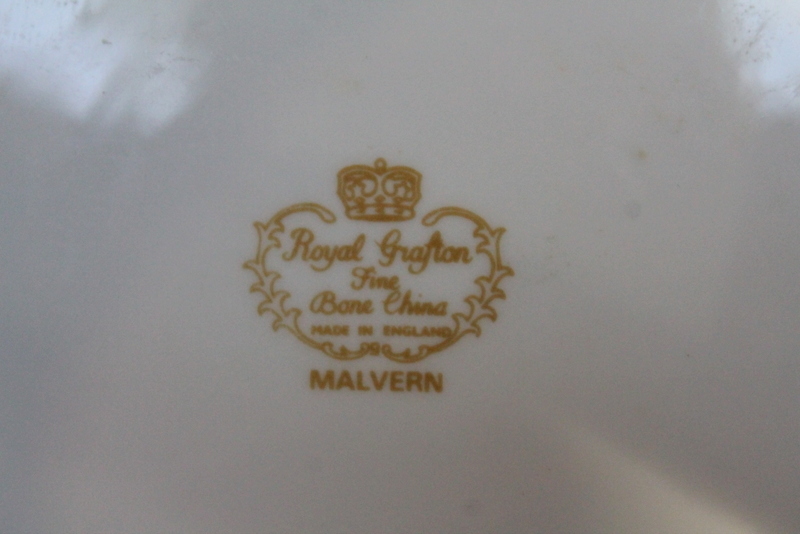 Royal Grafton
Fine
Bone China
MADE IN ENGLAND
MALVERN